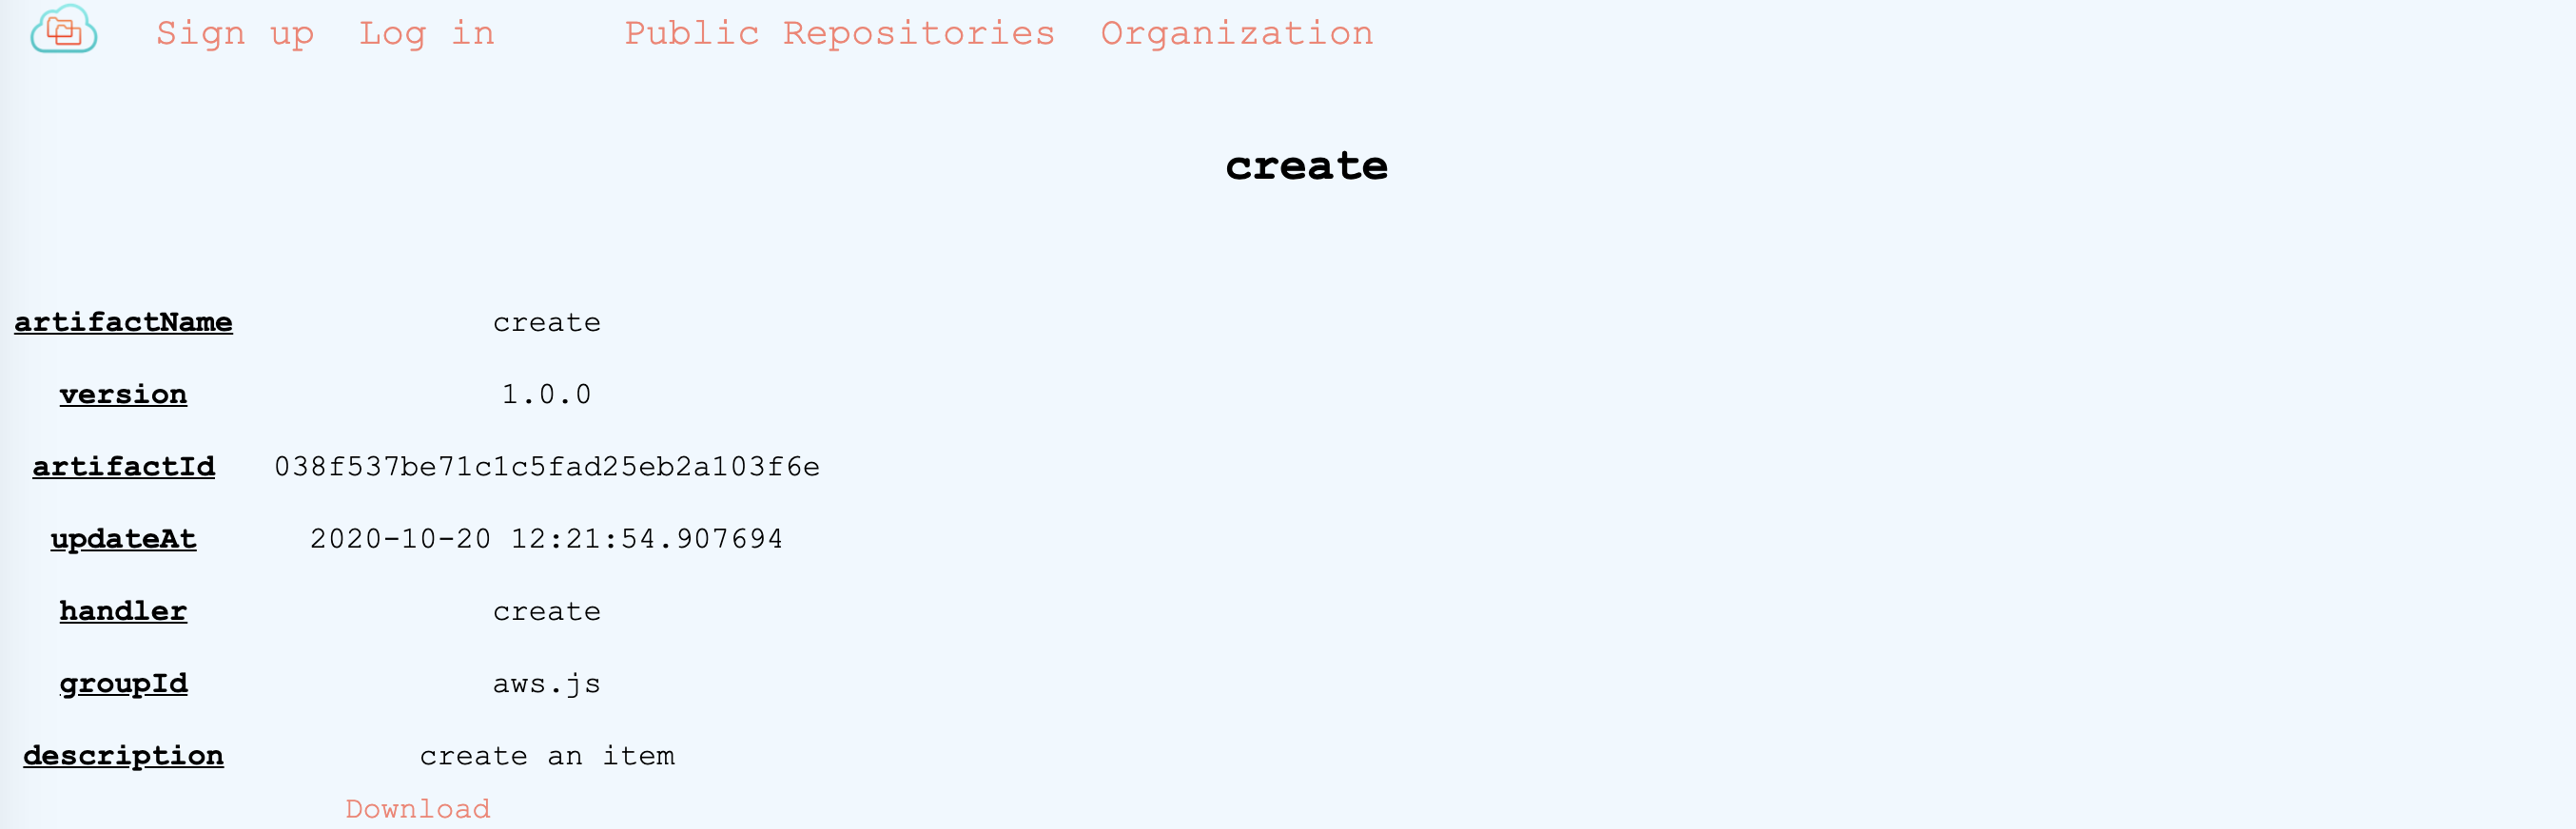 Sign up Log in Public Repositories Organization
create
artifactName create
version 1.0.0
artifactId 038f537be71c1c5fad25eb2a103f6e
updateAt 2020-10-20 12:21:54.907694
handler create
groupId aws.js
description create an item
Download